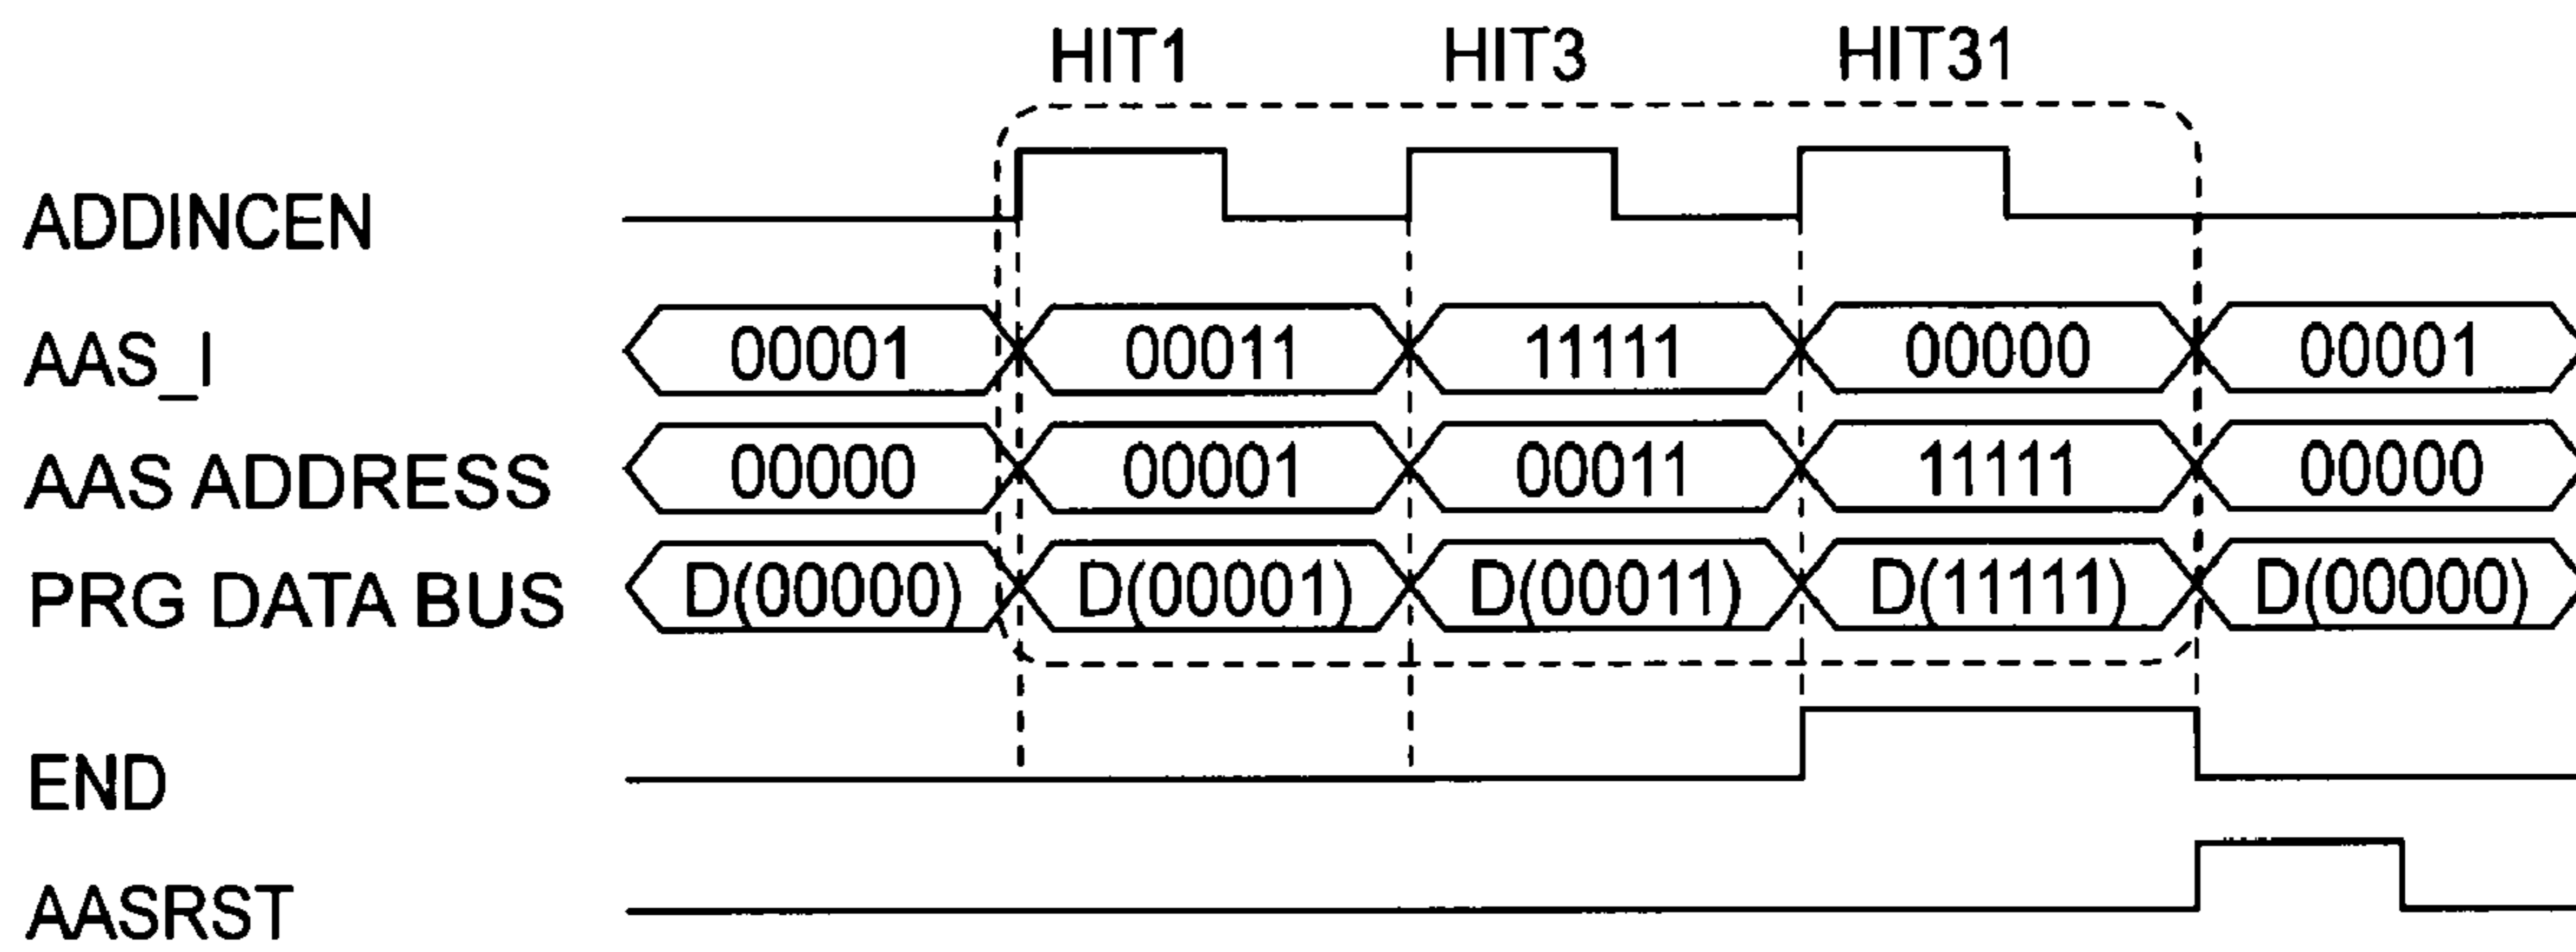 HIT1 HIT3 HIT31
ADDINCEN
AAS_I 00001 00011 11111 00000 00001
AAS ADDRESS 00000 00001 00011 11111 00000
PRG DATA BUS D(00000) D(00001) D(00011) D(11111) D(00000)
END
AASRST